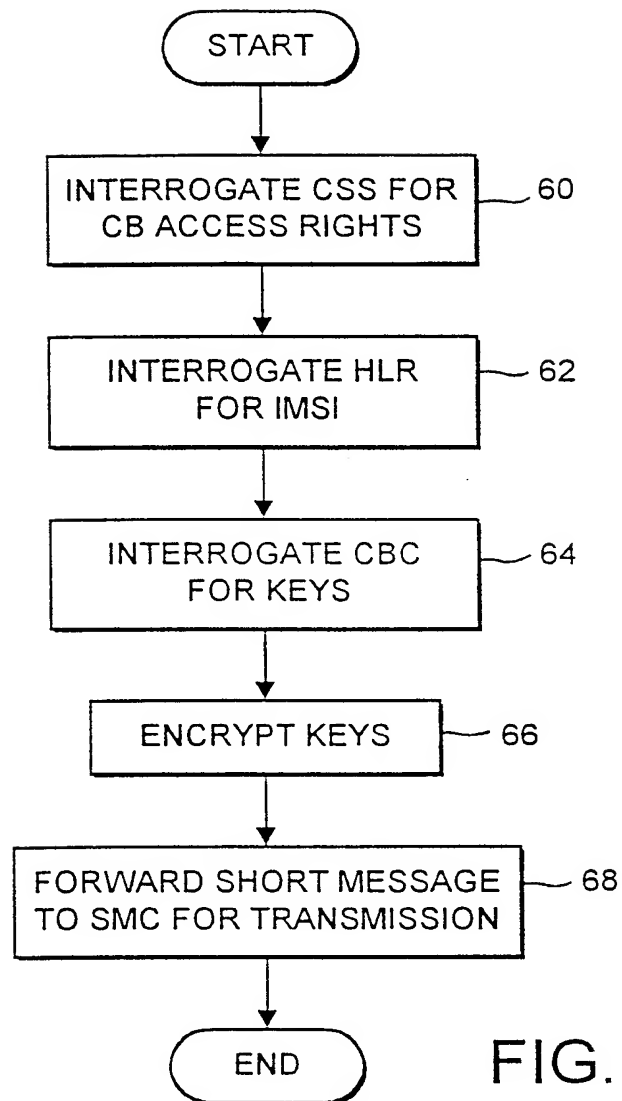 START
INTERROGATE CSS FOR
CB ACCESS RIGHTS
60
INTERROGATE HLR
FOR IMSI
62
INTERROGATE CBC
FOR KEYS
64
ENCRYPT KEYS
66
FORWARD SHORT MESSAGE
TO SMC FOR TRANSMISSION
68
END
FIG.